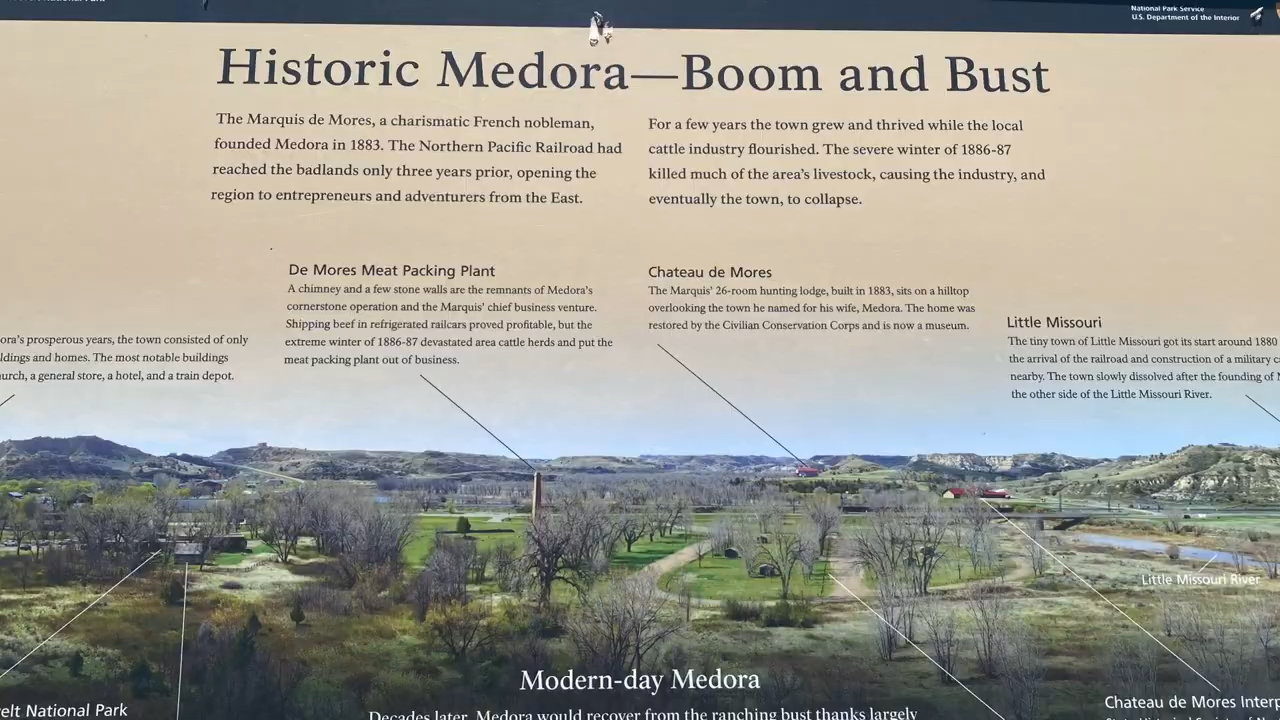 National Park Service
U.S. Department of the Interior
Historic Medora—Boom and Bust
The Marquis de Mores, a charismatic French nobleman,
founded Medora in 1883. The Northern Pacific Railroad had
reached the badlands only three years prior, opening the
region to entrepreneurs and adventurers from the East.
For a few years the town grew and thrived while the local
cattle industry flourished. The severe winter of 1886-87
killed much of the area's livestock, causing the industry, and
eventually the town, to collapse.
De Mores Meat Packing Plant
A chimney and a few stone walls are the remnants of Medora's
cornerstone operation and the Marquis' chief business venture.
Shipping beef in refrigerated railcars proved profitable, but the
extreme winter of 1886-87 devastated area cattle herds and put the
meat packing plant out of business.
Chateau de Mores
The Marquis' 26-room hunting lodge, built in 1883, sits on a hilltop
overlooking the town he named for his wife, Medora. The home was
restored by the Civilian Conservation Corps and is now a museum.
Little Missouri
The tiny town of Little Missouri got its start around 1880
the arrival of the railroad and construction of a military
nearby. The town slowly dissolved after the founding of
the other side of the Little Missouri River.
prosperous years, the town consisted of only
and homes. The most notable buildings
a general store, a hotel, and a train depot.
Little Missouri River
Modern-day Medora
Decades later, Medora would recover from the ranching bust thanks largely
National Park
Chateau de Mores